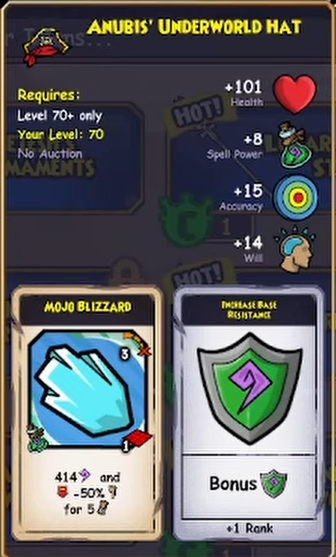 ANUBIS' UNDERWORLD HAT
Requires:
Level 70+ only
Your Level: 70
No Auction
+101
Health
+8
Spell Power
+15
Accuracy
+14
Will
HOT!
1
HOT!
MOJO BLIZZARD
3
1
414 and
-50%
for 5
INCREASE BASE
RESISTANCE
Bonus
+1 Rank